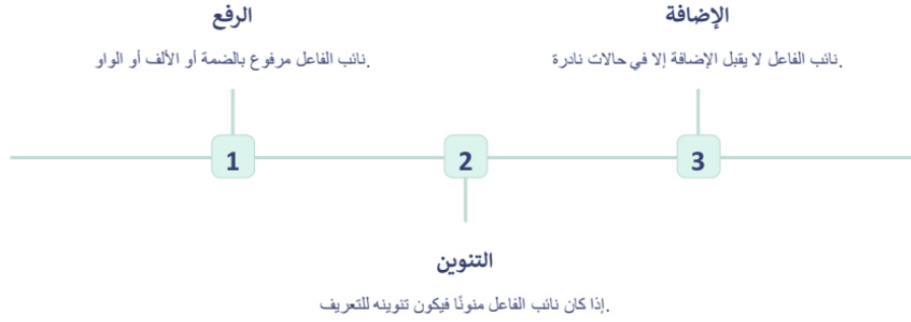 الرفع
نائب الفاعل مرفوع بالضمة أو الألف أو الواو.
1
التنوين
إذا كان نائب الفاعل منونًا فيكون تنوينه للتعريف.
2
الإضافة
نائب الفاعل لا يقبل الإضافة إلا في حالات نادرة.
3